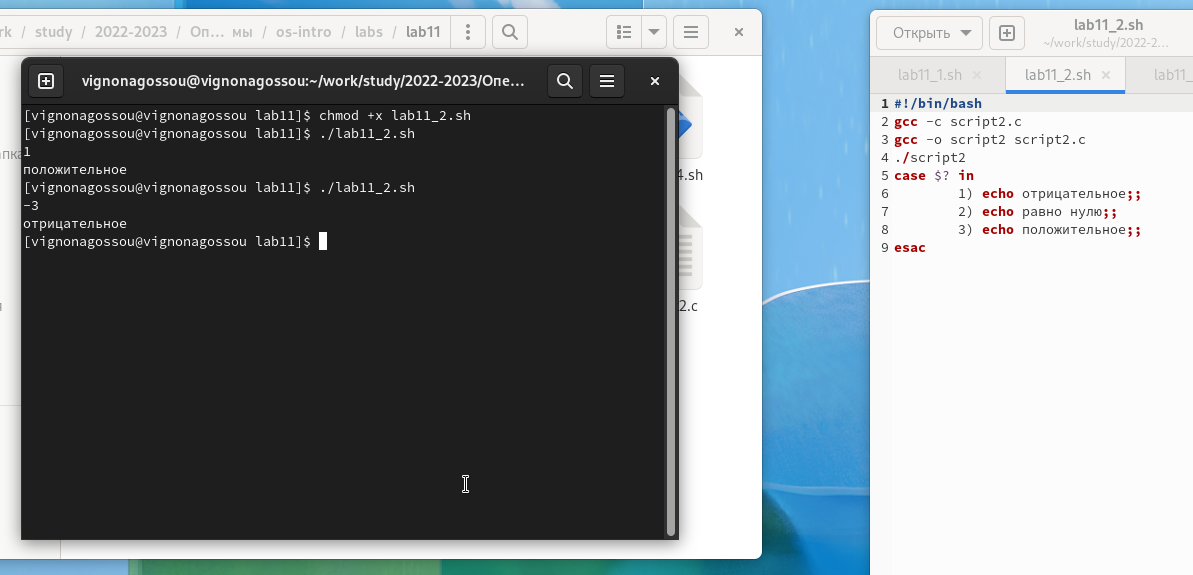 rk / study / 2022-2023 / Оп… мы / os-intro / labs / lab11
vignonagossou@vignonagossou:~/work/study/2022-2023/Опе…
[vignonagossou@vignonagossou lab11]$ chmod +x lab11_2.sh
[vignonagossou@vignonagossou lab11]$ ./lab11_2.sh
1
положительное
[vignonagossou@vignonagossou lab11]$ ./lab11_2.sh
-3
отрицательное
[vignonagossou@vignonagossou lab11]$
4.sh
2.c
Открыть
lab11_2.sh
~/work/study/2022-2…
lab11_1.sh
lab11_2.sh
lab11_
1 #!/bin/bash
2 gcc -c script2.c
3 gcc -o script2 script2.c
4 ./script2
5 case $? in
6 1) echo отрицательное;;
7 2) echo равно нулю;;
8 3) echo положительное;;
9 esac